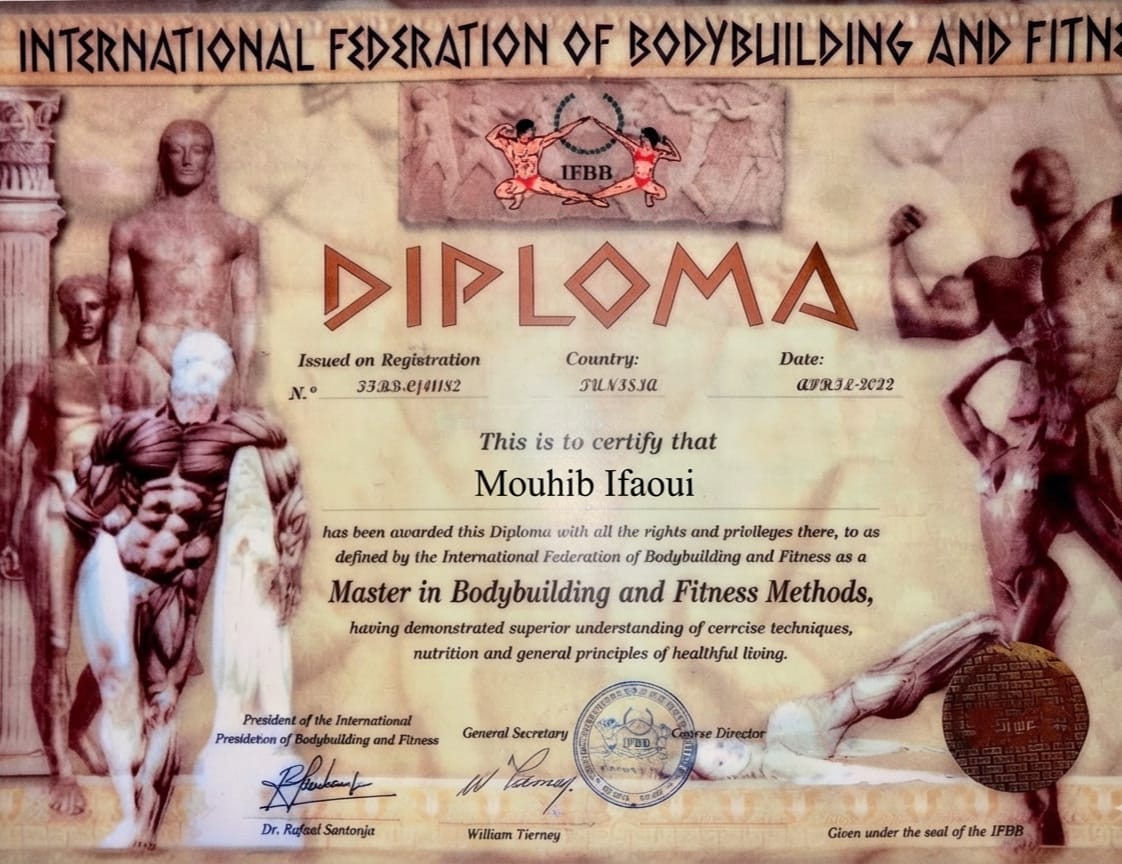 INTERNATIONAL FEDERATION OF BODYBUILDING AND FITNE
IFBB
DIPLOMA
Issued on Registration
Country:
Date:
N.º IFBB.C/41182
TUNISIA
APRIL-2022
This is to certify that
Mouhib Ifaoui
has been awarded this Diploma with all the rights and priolleges there, to as
defined by the International Federation of Bodybuilding and Fitness as a
Master in Bodybuilding and Fitness Methods,
having demonstrated superior understanding of cerrcise techniques,
nutrition and general principles of healthful living.
President of the International
Presidetion of Bodybuilding and Fitness
General Secretary
Course Director
Dr. Rafael Santonja
William Tierney
Given under the seal of the IFBB